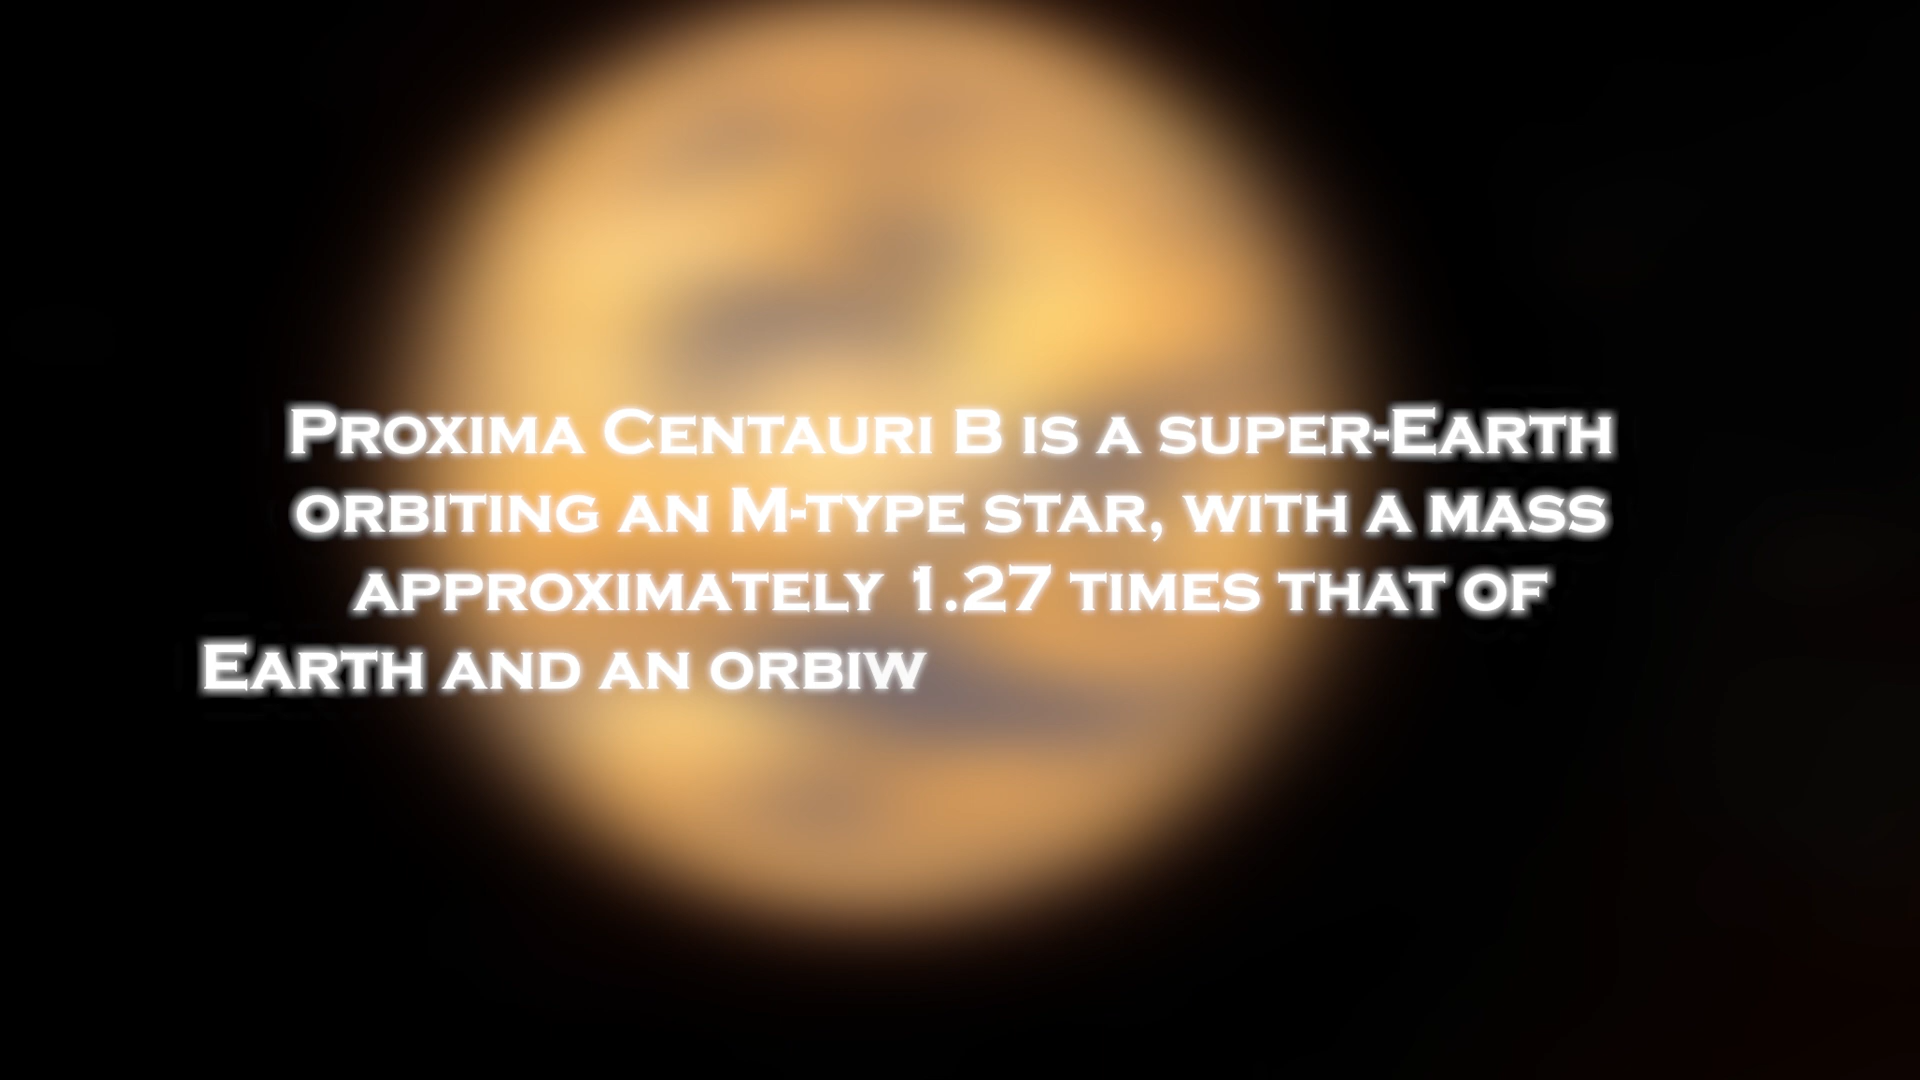 Proxima Centauri B is a super-Earth
orbiting an M-type star, with a mass
approximately 1.27 times that of
Earth and an orbiw